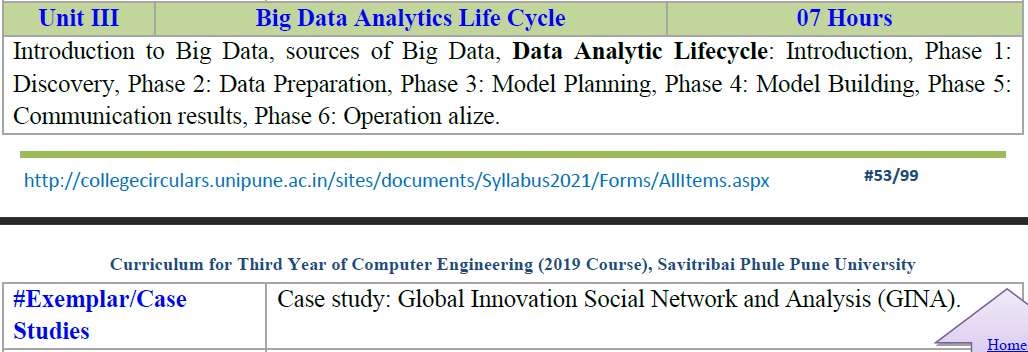 Unit III Big Data Analytics Life Cycle 07 Hours
Introduction to Big Data, sources of Big Data, Data Analytic Lifecycle: Introduction, Phase 1:
Discovery, Phase 2: Data Preparation, Phase 3: Model Planning, Phase 4: Model Building, Phase 5:
Communication results, Phase 6: Operation alize.
http://collegecirculars.unipune.ac.in/sites/documents/Syllabus2021/Forms/AllItems.aspx #53/99
Curriculum for Third Year of Computer Engineering (2019 Course), Savitribai Phule Pune University
#Exemplar/Case Case study: Global Innovation Social Network and Analysis (GINA).
Studies
Home